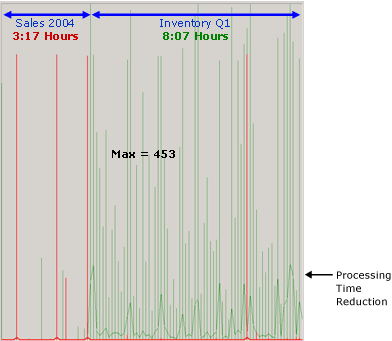 Sales 2004
Inventory Q1
3:17 Hours
8:07 Hours
Max = 453
Processing
Time
Reduction